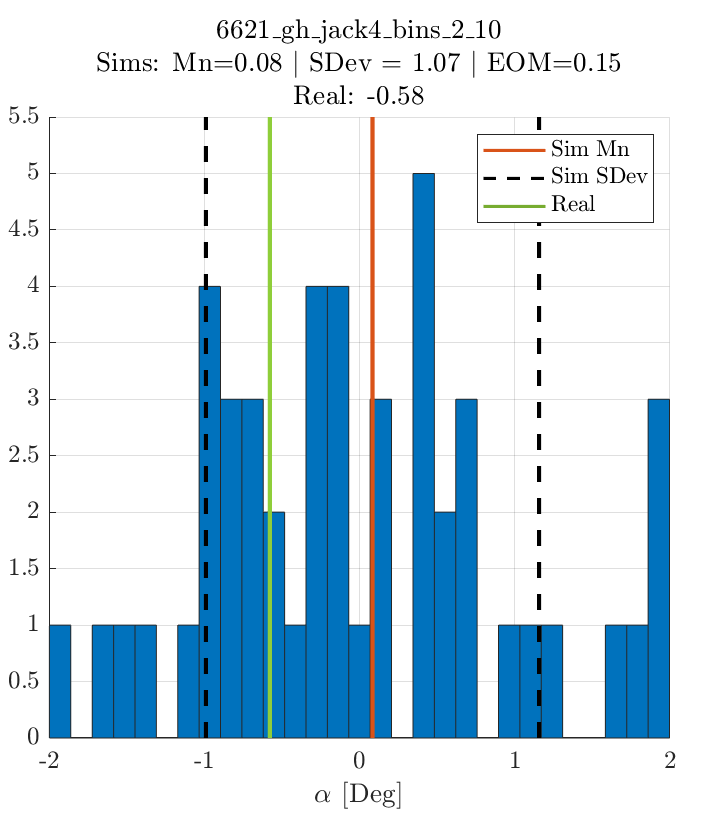 6621_gh_jack4_bins_2_10
Sims: Mn=0.08 | SDev = 1.07 | EOM=0.15
Real: -0.58
5.5
5
4.5
4
3.5
3
2.5
2
1.5
1
0.5
0
Sim Mn
Sim SDev
Real
-2 -1 0 1 2
α [Deg]